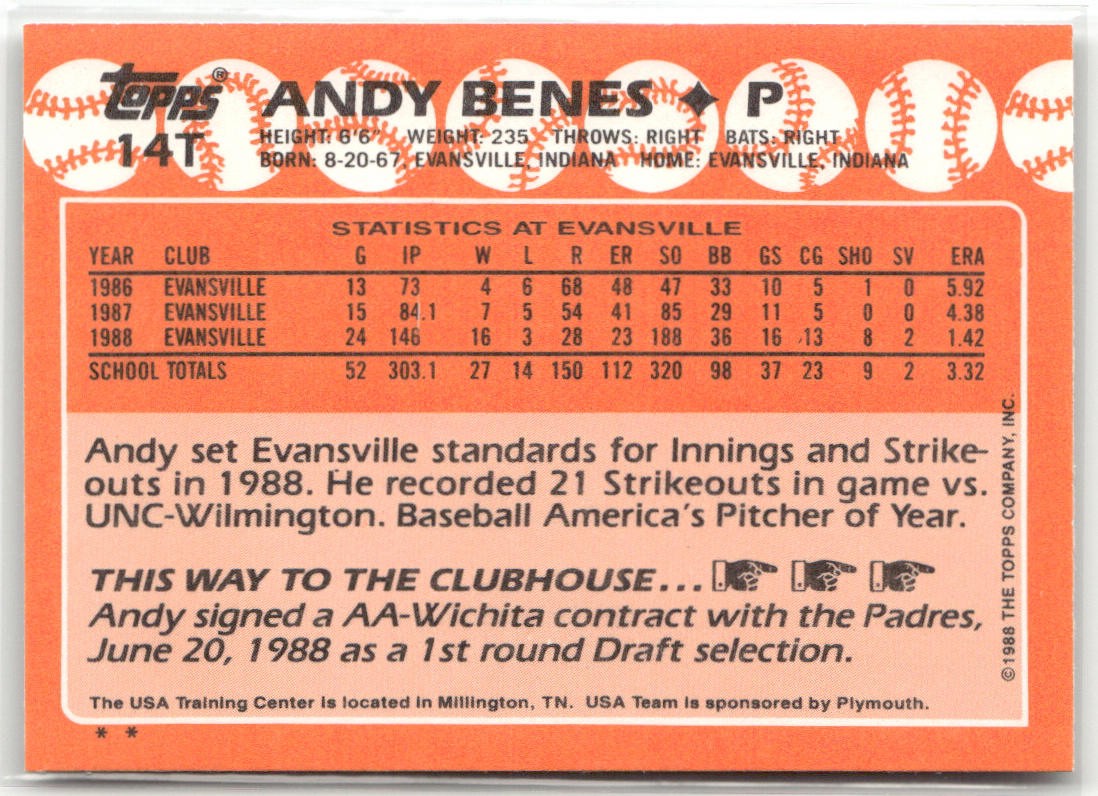 topps® ANDY BENES ◆ P
14T
HEIGHT: 6'6" WEIGHT: 235 THROWS: RIGHT BATS: RIGHT
BORN: 8-20-67, EVANSVILLE, INDIANA HOME: EVANSVILLE, INDIANA
STATISTICS AT EVANSVILLE
YEAR CLUB G IP W L R ER SO BB GS CG SHO SV ERA
1986 EVANSVILLE 13 73 4 6 68 48 47 33 10 5 1 0 5.92
1987 EVANSVILLE 15 84.1 7 5 54 41 85 29 11 5 0 0 4.38
1988 EVANSVILLE 24 146 16 3 28 23 188 36 16 13 8 2 1.42
SCHOOL TOTALS 52 303.1 27 14 150 112 320 98 37 23 9 2 3.32
Andy set Evansville standards for Innings and Strike-
outs in 1988. He recorded 21 Strikeouts in game vs.
UNC-Wilmington. Baseball America's Pitcher of Year.
THIS WAY TO THE CLUBHOUSE...
Andy signed a AA-Wichita contract with the Padres,
June 20, 1988 as a 1st round Draft selection.
The USA Training Center is located in Millington, TN. USA Team is sponsored by Plymouth.
* *
©1988 THE TOPPS COMPANY, INC.